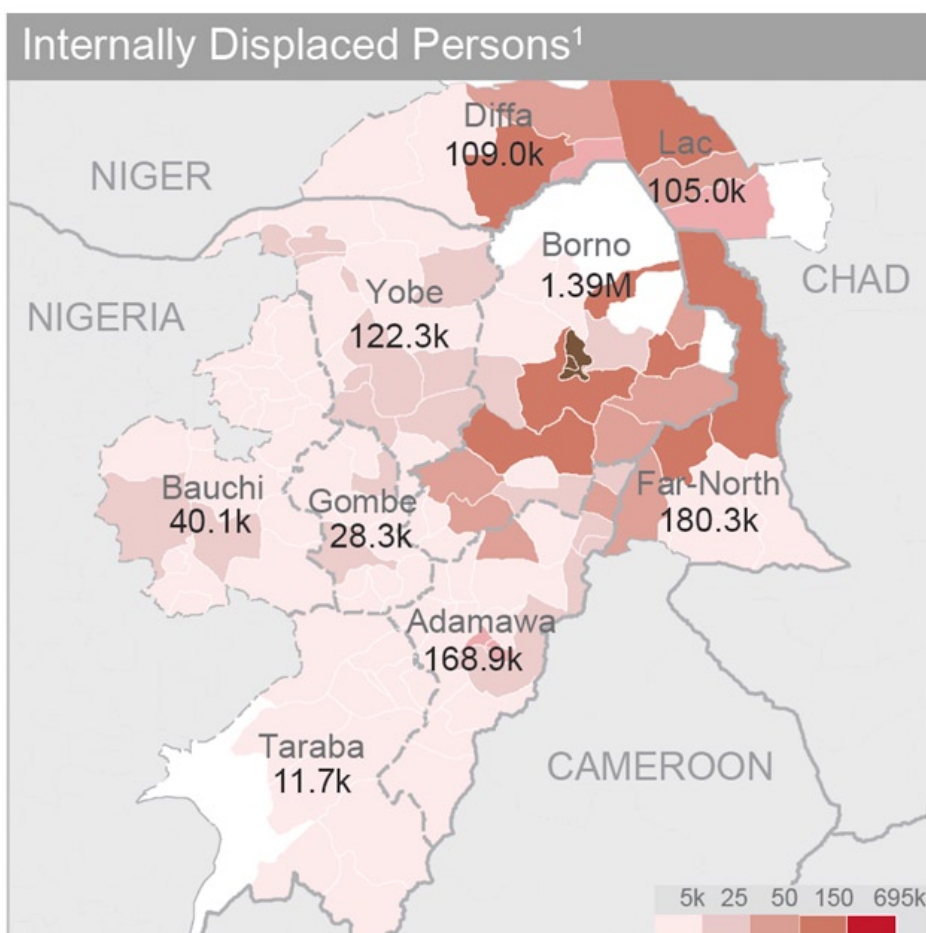 Internally Displaced Persons¹
Diffa
109.0k
Lac
105.0k
NIGER
Borno
1.39M
CHAD
Yobe
122.3k
NIGERIA
Bauchi
40.1k
Gombe
28.3k
Far-North
180.3k
Adamawa
168.9k
Taraba
11.7k
CAMEROON
5k 25 50 150 695k